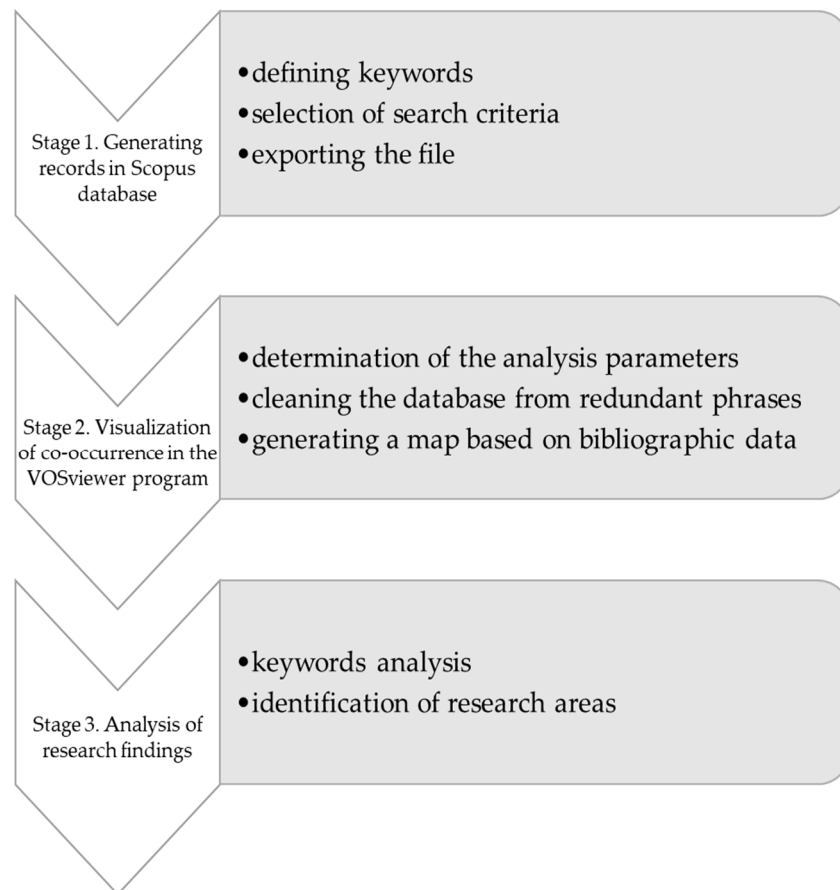 Stage 1. Generating
records in Scopus
database
•defining keywords
•selection of search criteria
•exporting the file
Stage 2. Visualization
of co-occurrence in the
VOSviewer program
•determination of the analysis parameters
•cleaning the database from redundant phrases
•generating a map based on bibliographic data
Stage 3. Analysis of
research findings
•keywords analysis
•identification of research areas